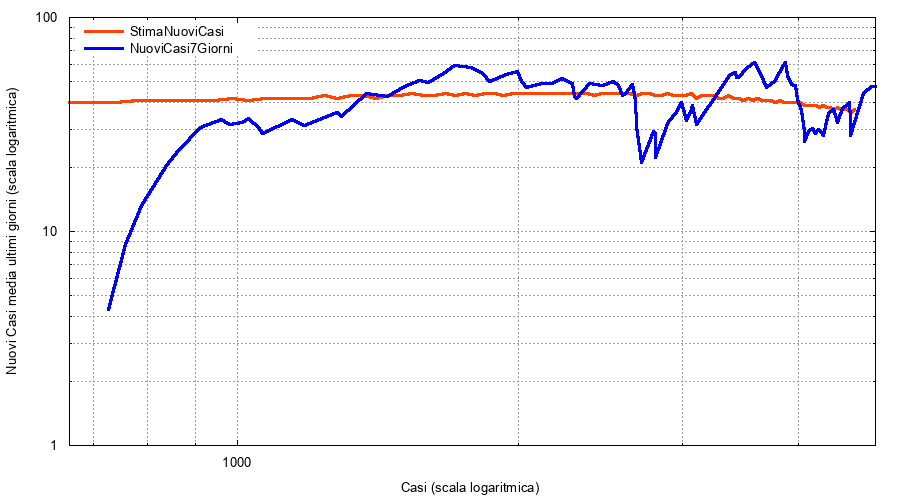 100
StimaNuoviCasi
NuoviCasi7Giorni
10
1
1000
Nuovi Casi media ultimi giorni (scala logaritmica)
Casi (scala logaritmica)